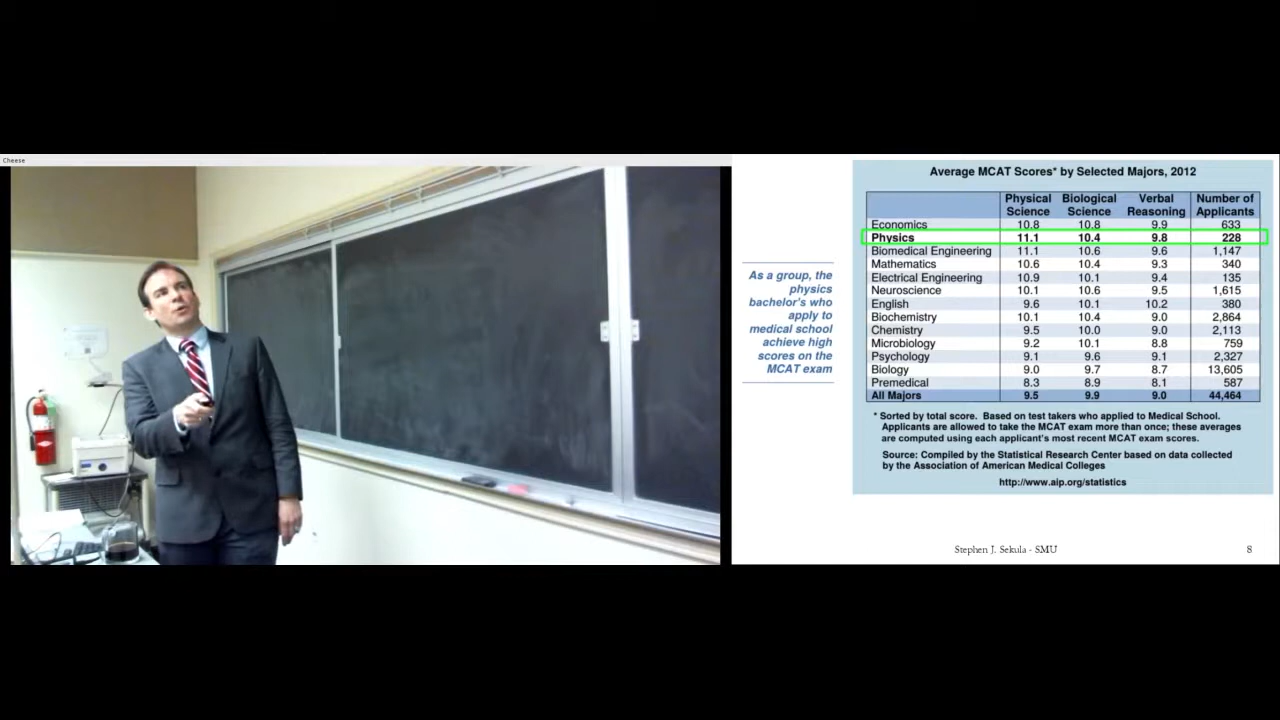 Cheese
As a group, the
physics
bachelor's who
apply to
medical school
achieve high
scores on the
MCAT exam
Average MCAT Scores* by Selected Majors, 2012
Physical Science Biological Science Verbal Reasoning Number of Applicants
Economics 10.8 10.8 9.9 633
Physics 11.1 10.4 9.8 228
Biomedical Engineering 11.1 10.6 9.6 1,147
Mathematics 10.6 10.4 9.3 340
Electrical Engineering 10.9 10.1 9.4 135
Neuroscience 10.1 10.6 9.5 1,615
English 9.6 10.1 10.2 380
Biochemistry 10.1 10.4 9.0 2,864
Chemistry 9.5 10.0 9.0 2,113
Microbiology 9.2 10.1 8.8 759
Psychology 9.1 9.6 9.1 2,327
Biology 9.0 9.7 8.7 13,605
Premedical 8.3 8.9 8.1 587
All Majors 9.5 9.9 9.0 44,464
* Sorted by total score. Based on test takers who applied to Medical School.
Applicants are allowed to take the MCAT exam more than once; these averages
are computed using each applicant's most recent MCAT exam scores.
Source: Compiled by the Statistical Research Center based on data collected
by the Association of American Medical Colleges
http://www.aip.org/statistics
Stephen J. Sekula - SMU 8